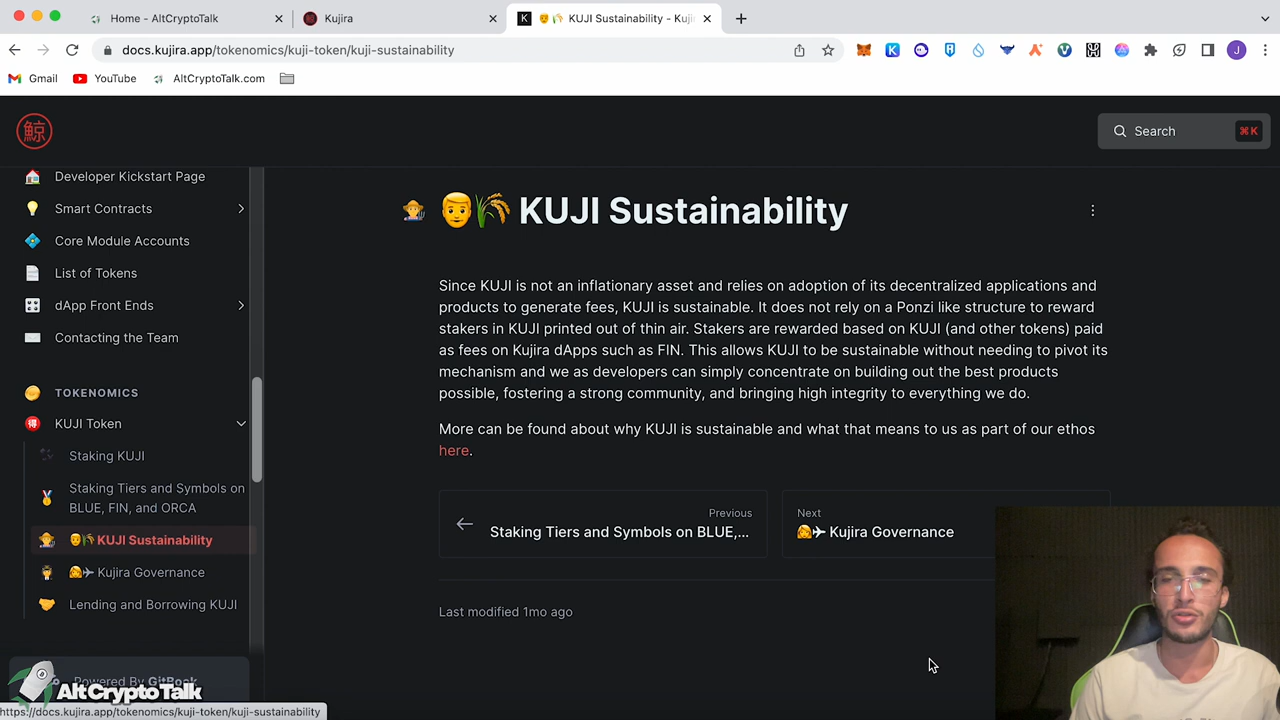 Home - AltCryptoTalk
Kujira
K
KUJI Sustainability - Kuji
docs.kujira.app/tokenomics/kuji-token/kuji-sustainability
J
Gmail
YouTube
AltCryptoTalk.com
鯨
Search
⌘K
Developer Kickstart Page
Smart Contracts
Core Module Accounts
List of Tokens
dApp Front Ends
Contacting the Team
TOKENOMICS
得
KUJI Token
Staking KUJI
Staking Tiers and Symbols on
BLUE, FIN, and ORCA
KUJI Sustainability
Kujira Governance
Lending and Borrowing KUJI
Powered By GitBook
AltCryptoTalk
https://docs.kujira.app/tokenomics/kuji-token/kuji-sustainability
KUJI Sustainability
Since KUJI is not an inflationary asset and relies on adoption of its decentralized applications and
products to generate fees, KUJI is sustainable. It does not rely on a Ponzi like structure to reward
stakers in KUJI printed out of thin air. Stakers are rewarded based on KUJI (and other tokens) paid
as fees on Kujira dApps such as FIN. This allows KUJI to be sustainable without needing to pivot its
mechanism and we as developers can simply concentrate on building out the best products
possible, fostering a strong community, and bringing high integrity to everything we do.
More can be found about why KUJI is sustainable and what that means to us as part of our ethos
here.
Previous
Staking Tiers and Symbols on BLUE,...
Next
Kujira Governance
Last modified 1mo ago